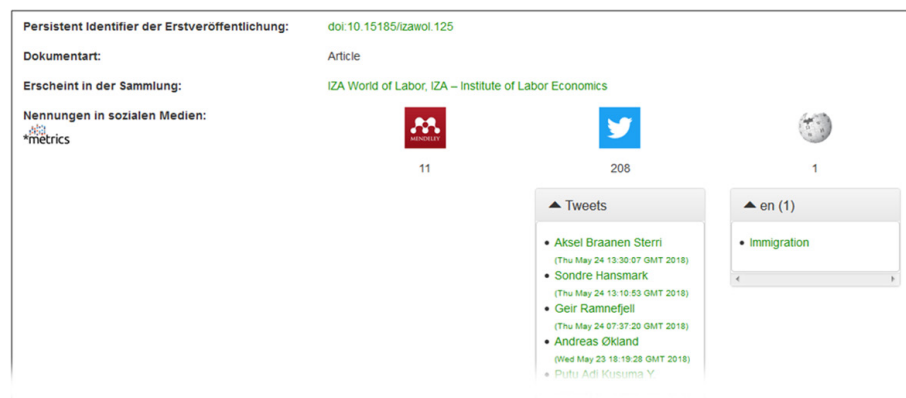 Persistent Identifier der Erstveröffentlichung: doi:10.15185/izawol.125
Dokumentart: Article
Erscheint in der Sammlung: IZA World of Labor, IZA – Institute of Labor Economics
Nennungen in sozialen Medien:
*metrics
MENDELEY
11 208 1
Tweets en (1)
• Aksel Braanen Sterri • Immigration
(Thu May 24 13:30:07 GMT 2018)
• Sondre Hansmark
(Thu May 24 13:10:53 GMT 2018)
• Geir Ramnefjell
(Thu May 24 07:37:20 GMT 2018)
• Andreas Økland
(Wed May 23 18:19:28 GMT 2018)
• Putu Adi Kusuma Y